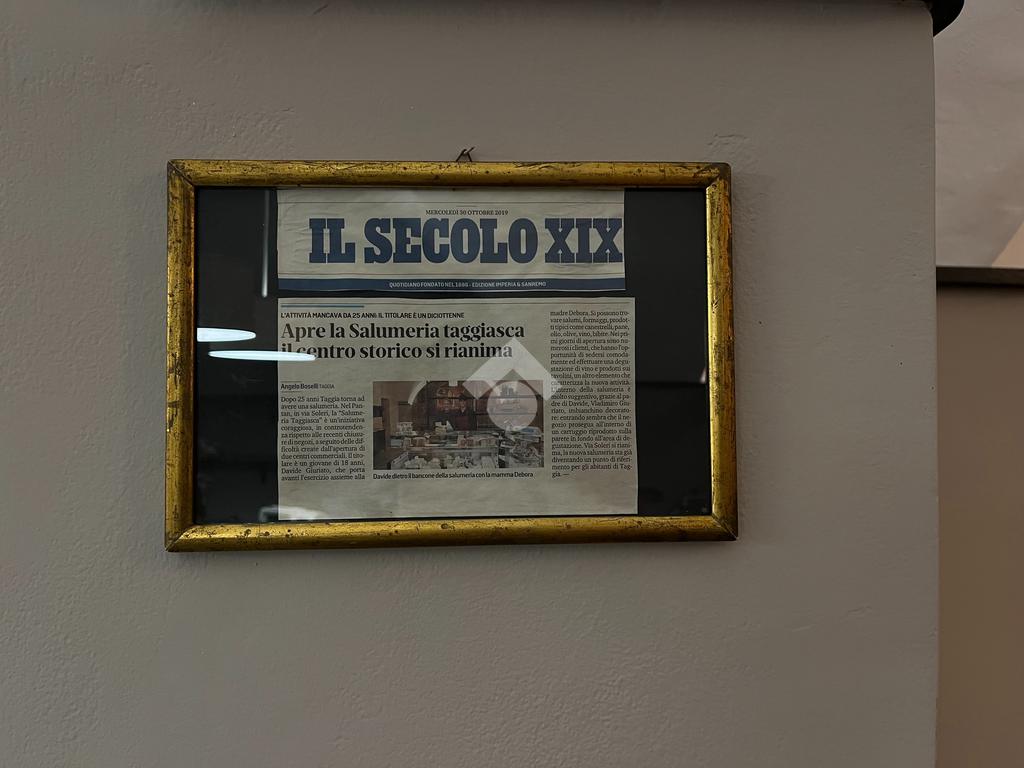 MERCOLEDÌ 30 OTTOBRE 2019
IL SECOLO XIX
QUOTIDIANO FONDATO NEL 1886 - EDIZIONE IMPERIA & SANREMO
L'ATTIVITÀ MANCAVA DA 25 ANNI: IL TITOLARE È UN DICIOTTENNE
Apre la Salumeria taggiasca
il centro storico si rianima
Angelo Boselli TAGGIA
Dopo 25 anni Taggia torna ad
avere una salumeria. Nel Pan-
tan, in via Soleri, la "Salume-
ria Taggiasca" è un'iniziativa
coraggiosa, in controtenden-
za rispetto alle recenti chiusu-
re di negozi, a seguito delle dif-
ficoltà create dall'apertura di
due centri commerciali. Il tito-
lare è un giovane di 18 anni,
Davide Giuriato, che porta
avanti l'esercizio assieme alla
Davide dietro il bancone della salumeria con la mamma Debora
madre Debora. Si possono tro-
vare salumi, formaggi, prodot-
ti tipici come canestrelli, pane,
olio, olive, vino, bibite. Nei pri-
mi giorni di apertura sono nu-
merosi i clienti, che hanno l'op-
portunità di sedersi comoda-
mente ed effettuare una degu-
stazione di vino e prodotti sui
tavolini, un altro elemento che
caratterizza la nuova attività.
L'interno della salumeria è
molto suggestivo, grazie al pa-
dre di Davide, Vladimiro Giu-
riato, imbianchino decorato-
re: entrando sembra che il ne-
gozio prosegua all'interno di
un carruggio riprodotto sulla
parete in fondo all'area di de-
gustazione. Via Soleri si riani-
ma, la nuova salumeria sta già
diventando un punto di riferi-
mento per gli abitanti di Tag-
gia. —